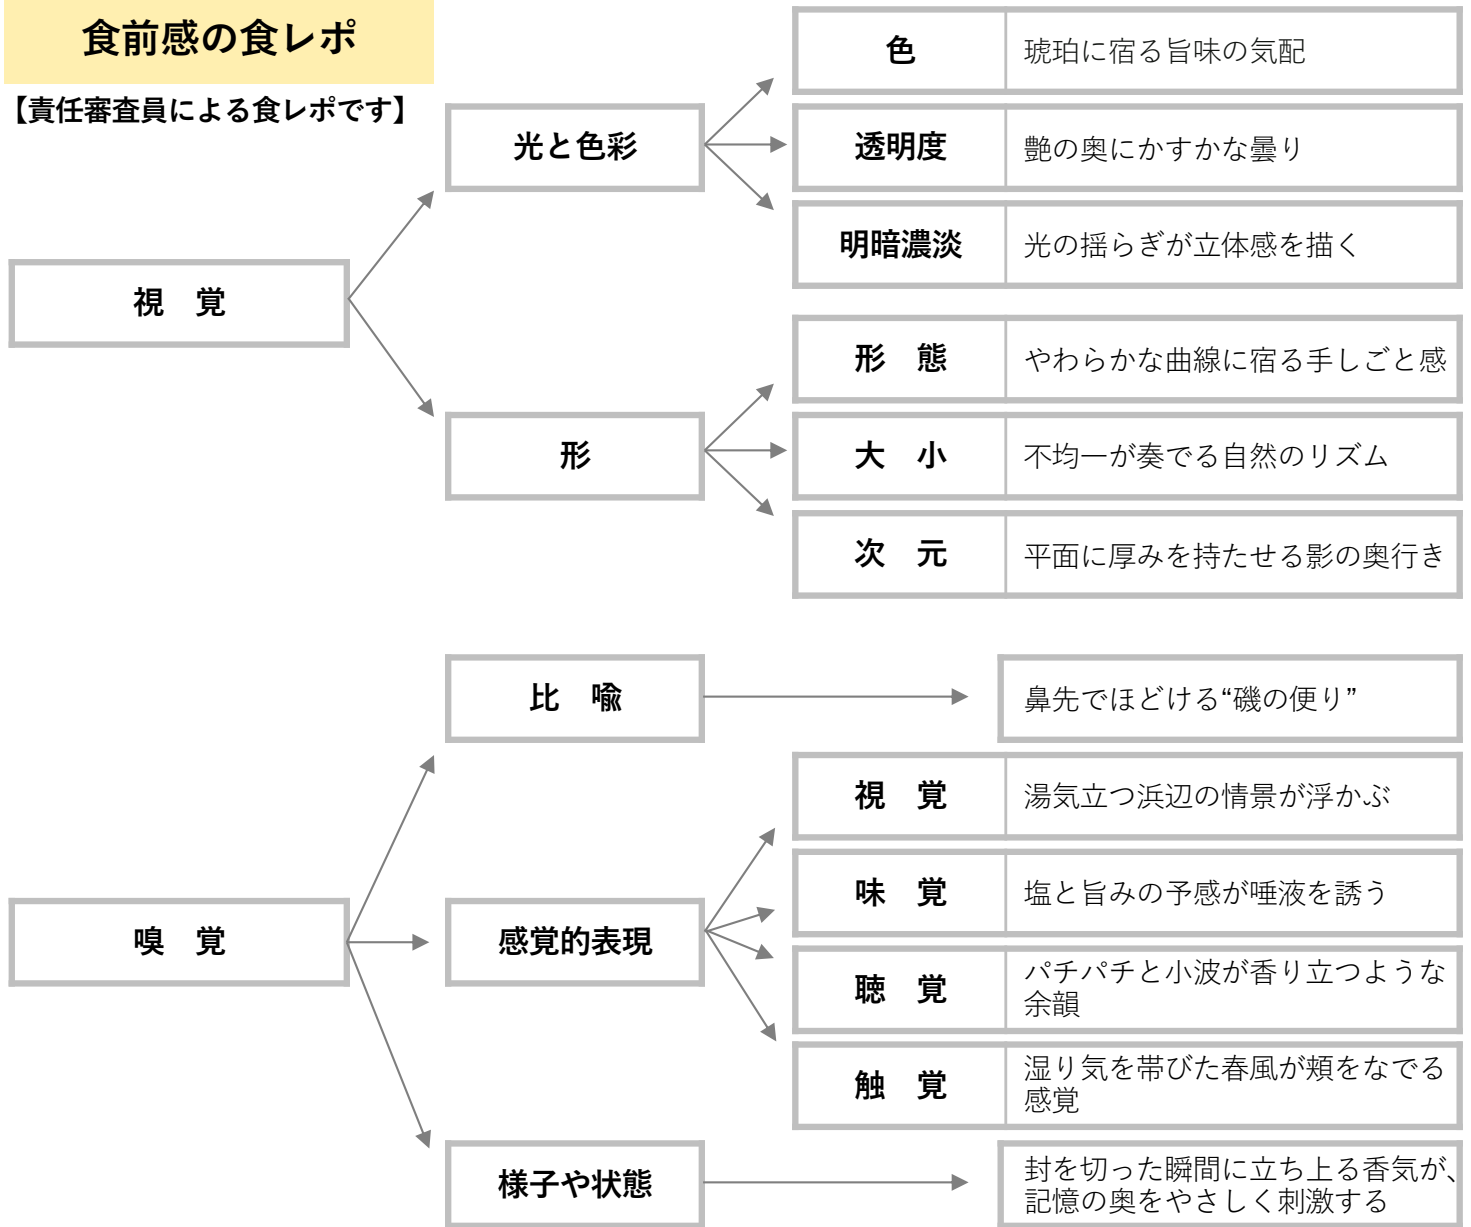 食前感の食レポ
【責任審査員による食レポです】
視　覚
光と色彩
色
琥珀に宿る旨味の気配
透明度
艶の奥にかすかな曇り
明暗濃淡
光の揺らぎが立体感を描く
形
形　態
やわらかな曲線に宿る手しごと感
大　小
不均一が奏でる自然のリズム
次　元
平面に厚みを持たせる影の奥行き
嗅　覚
比　喩
鼻先でほどける“磯の便り”
感覚的表現
視　覚
湯気立つ浜辺の情景が浮かぶ
味　覚
塩と旨みの予感が唾液を誘う
聴　覚
パチパチと小波が香り立つような
余韻
触　覚
湿り気を帯びた春風が頬をなでる
感覚
様子や状態
封を切った瞬間に立ち上る香気が、
記憶の奥をやさしく刺激する